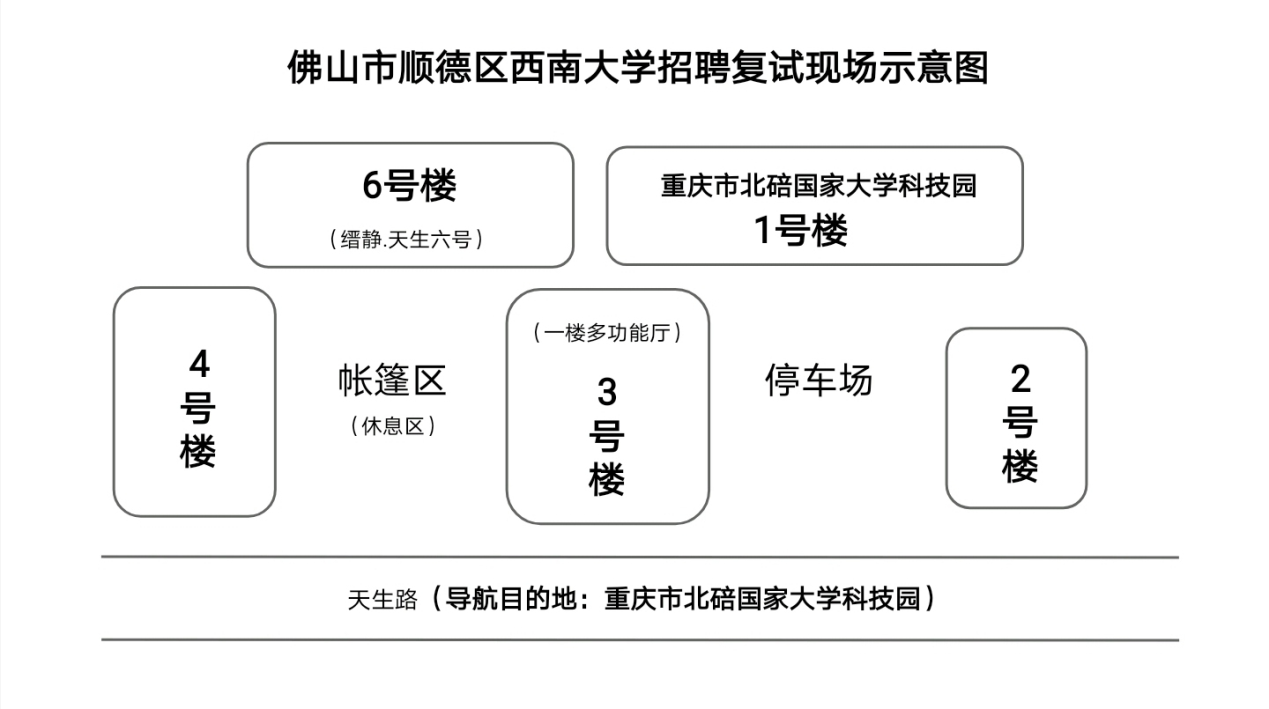 佛山市顺德区西南大学招聘复试现场示意图
6号楼
（缙静.天生六号）
重庆市北碚国家大学科技园
1号楼
4
号
楼
帐篷区
（休息区）
（一楼多功能厅）
3
号
楼
停车场
2
号
楼
天生路（导航目的地：重庆市北碚国家大学科技园）